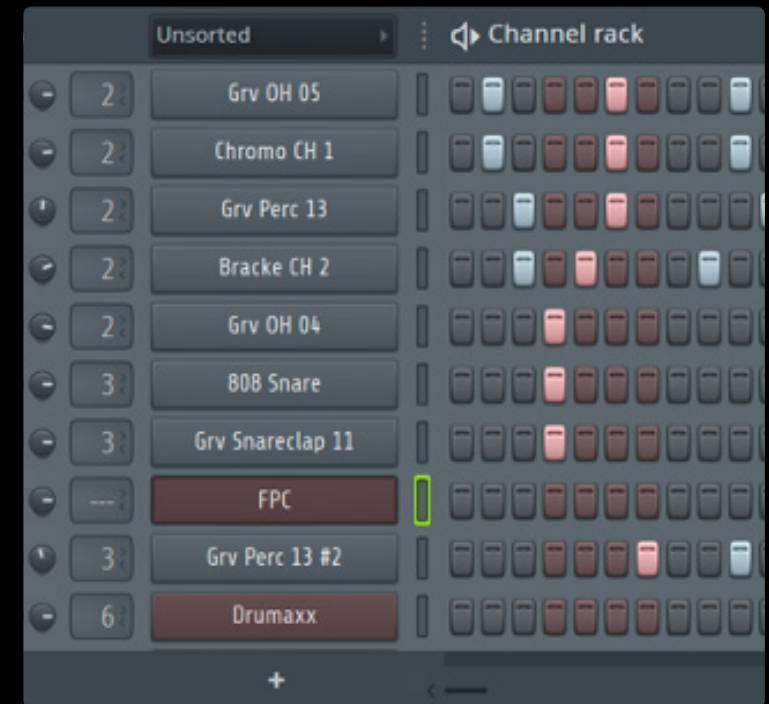 Unsorted
Channel rack
2 Grv OH 05
2 Chromo CH 1
2 Grv Perc 13
2 Bracke CH 2
2 Grv OH 04
3 808 Snare
3 Grv Snareclap 11
--- FPC
3 Grv Perc 13 #2
6 Drumaxx
+